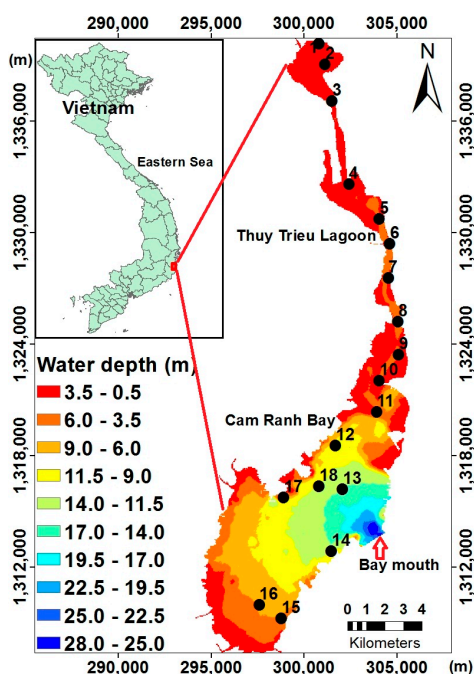 290,000 295,000 300,000 305,000
(m)
N
Vietnam
Eastern Sea
1,336,000
1,330,000
1,324,000
1,318,000
1,312,000
1
2
3
4
5
Thuy Trieu Lagoon
6
7
8
9
10
11
Cam Ranh Bay
12
17
18
13
14
Bay mouth
16
15
Water depth (m)
3.5 - 0.5
6.0 - 3.5
9.0 - 6.0
11.5 - 9.0
14.0 - 11.5
17.0 - 14.0
19.5 - 17.0
22.5 - 19.5
25.0 - 22.5
28.0 - 25.0
0 1 2 3 4
Kilometers
290,000 295,000 300,000 305,000
(m)